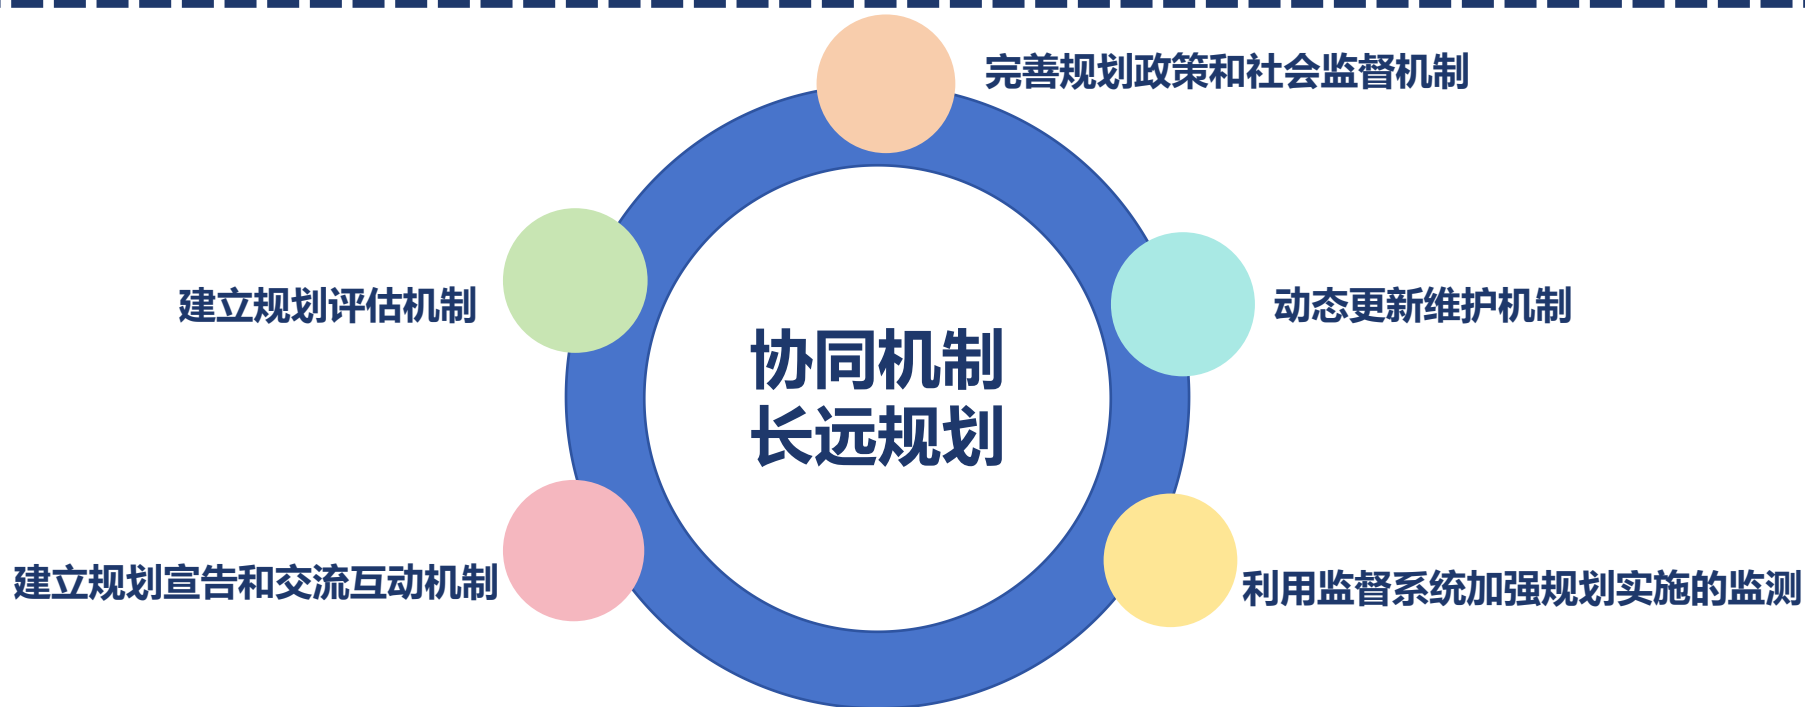 完善规划政策和社会监督机制
建立规划评估机制
动态更新维护机制
协同机制
长远规划
建立规划宣告和交流互动机制
利用监督系统加强规划实施的监测